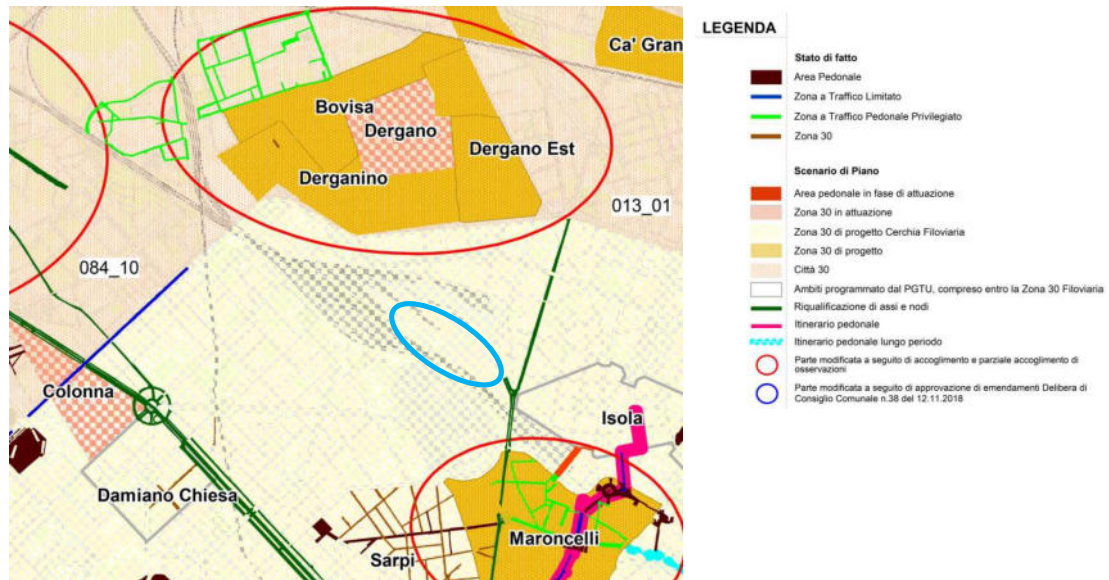 Ca' Gran
Bovisa
Dergano
Dergano Est
Derganino
013_01
084_10
Colonna
Isola
Damiano Chiesa
Maroncelli
Sarpi
LEGENDA
Stato di fatto
Area Pedonale
Zona a Traffico Limitato
Zona a Traffico Pedonale Privilegiato
Zona 30
Scenario di Piano
Area pedonale in fase di attuazione
Zona 30 in attuazione
Zona 30 di progetto Cerchia Filoviaria
Zona 30 di progetto
Città 30
Ambiti programmato dal PGTU, compreso entro la Zona 30 Filoviaria
Riqualificazione di assi e nodi
Itinerario pedonale
Itinerario pedonale lungo periodo
Parte modificata a seguito di accoglimento e parziale accoglimento di
osservazioni
Parte modificata a seguito di approvazione di emendamenti Delibera di
Consiglio Comunale n.38 del 12.11.2018